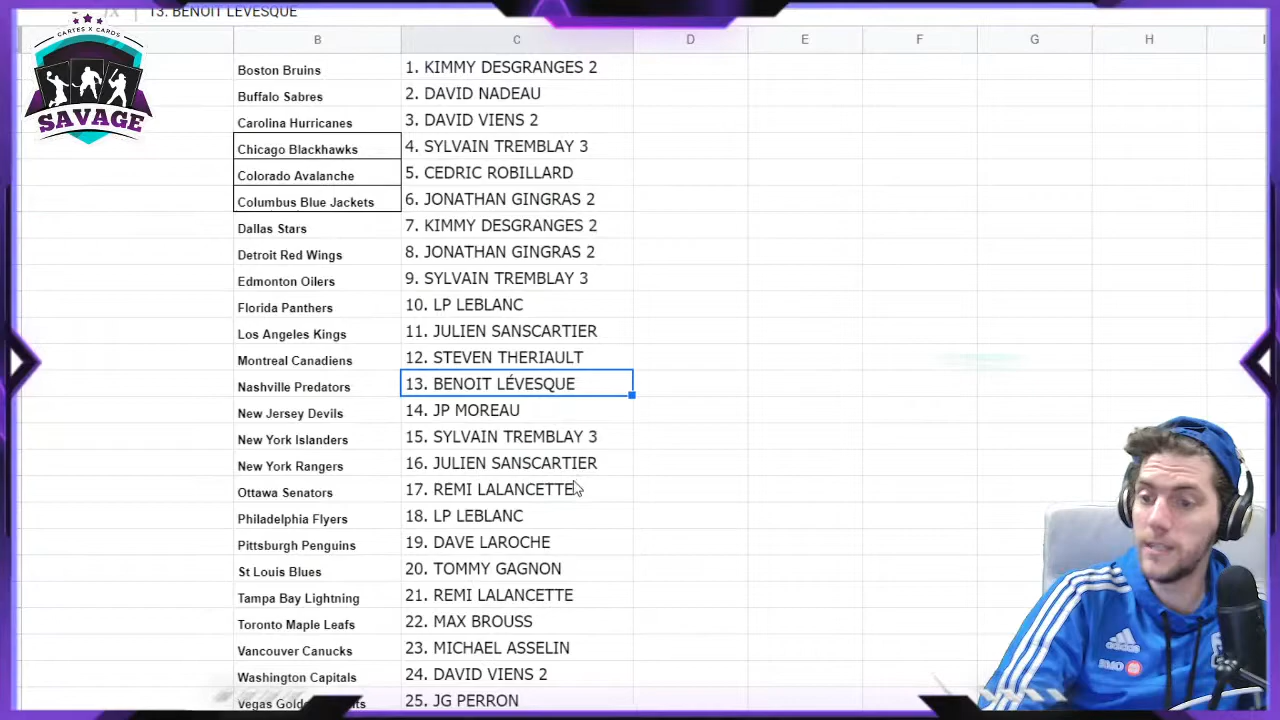 13. BENOIT LÉVESQUE
CARTES X CARDS
SAVAGE
B C D E F G H
Boston Bruins 1. KIMMY DESGRANGES 2
Buffalo Sabres 2. DAVID NADEAU
Carolina Hurricanes 3. DAVID VIENS 2
Chicago Blackhawks 4. SYLVAIN TREMBLAY 3
Colorado Avalanche 5. CEDRIC ROBILLARD
Columbus Blue Jackets 6. JONATHAN GINGRAS 2
Dallas Stars 7. KIMMY DESGRANGES 2
Detroit Red Wings 8. JONATHAN GINGRAS 2
Edmonton Oilers 9. SYLVAIN TREMBLAY 3
Florida Panthers 10. LP LEBLANC
Los Angeles Kings 11. JULIEN SANSCARTIER
Montreal Canadiens 12. STEVEN THERIAULT
Nashville Predators 13. BENOIT LÉVESQUE
New Jersey Devils 14. JP MOREAU
New York Islanders 15. SYLVAIN TREMBLAY 3
New York Rangers 16. JULIEN SANSCARTIER
Ottawa Senators 17. REMI LALANCETTE
Philadelphia Flyers 18. LP LEBLANC
Pittsburgh Penguins 19. DAVE LAROCHE
St Louis Blues 20. TOMMY GAGNON
Tampa Bay Lightning 21. REMI LALANCETTE
Toronto Maple Leafs 22. MAX BROUSS
Vancouver Canucks 23. MICHAEL ASSELIN
Washington Capitals 24. DAVID VIENS 2
Vegas 25. JG PERRON
adidas
BMO